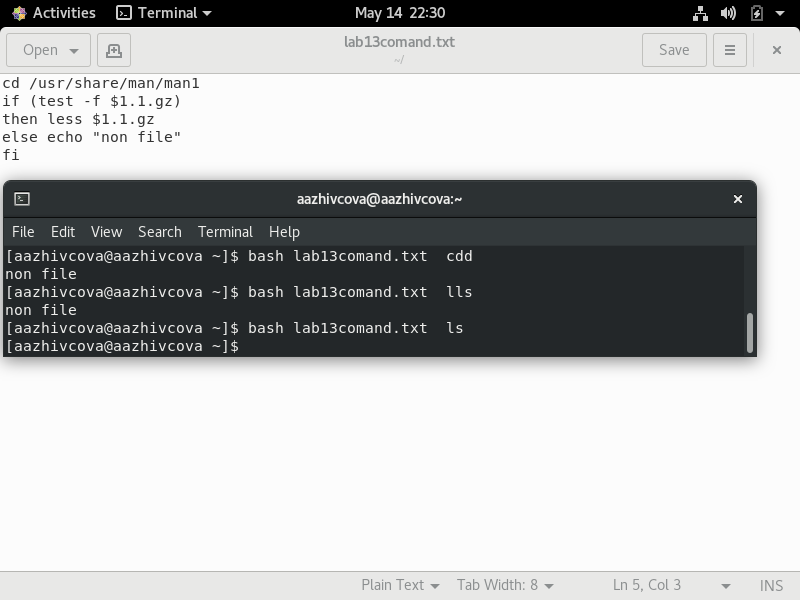 Activities Terminal May 14 22:30
Open lab13comand.txt Save
~/
cd /usr/share/man/man1
if (test -f $1.1.gz)
then less $1.1.gz
else echo "non file"
fi
aazhivcova@aazhivcova:~
File Edit View Search Terminal Help
[aazhivcova@aazhivcova ~]$ bash lab13comand.txt  cdd
non file
[aazhivcova@aazhivcova ~]$ bash lab13comand.txt  lls
non file
[aazhivcova@aazhivcova ~]$ bash lab13comand.txt  ls
[aazhivcova@aazhivcova ~]$
Plain Text Tab Width: 8 Ln 5, Col 3 INS